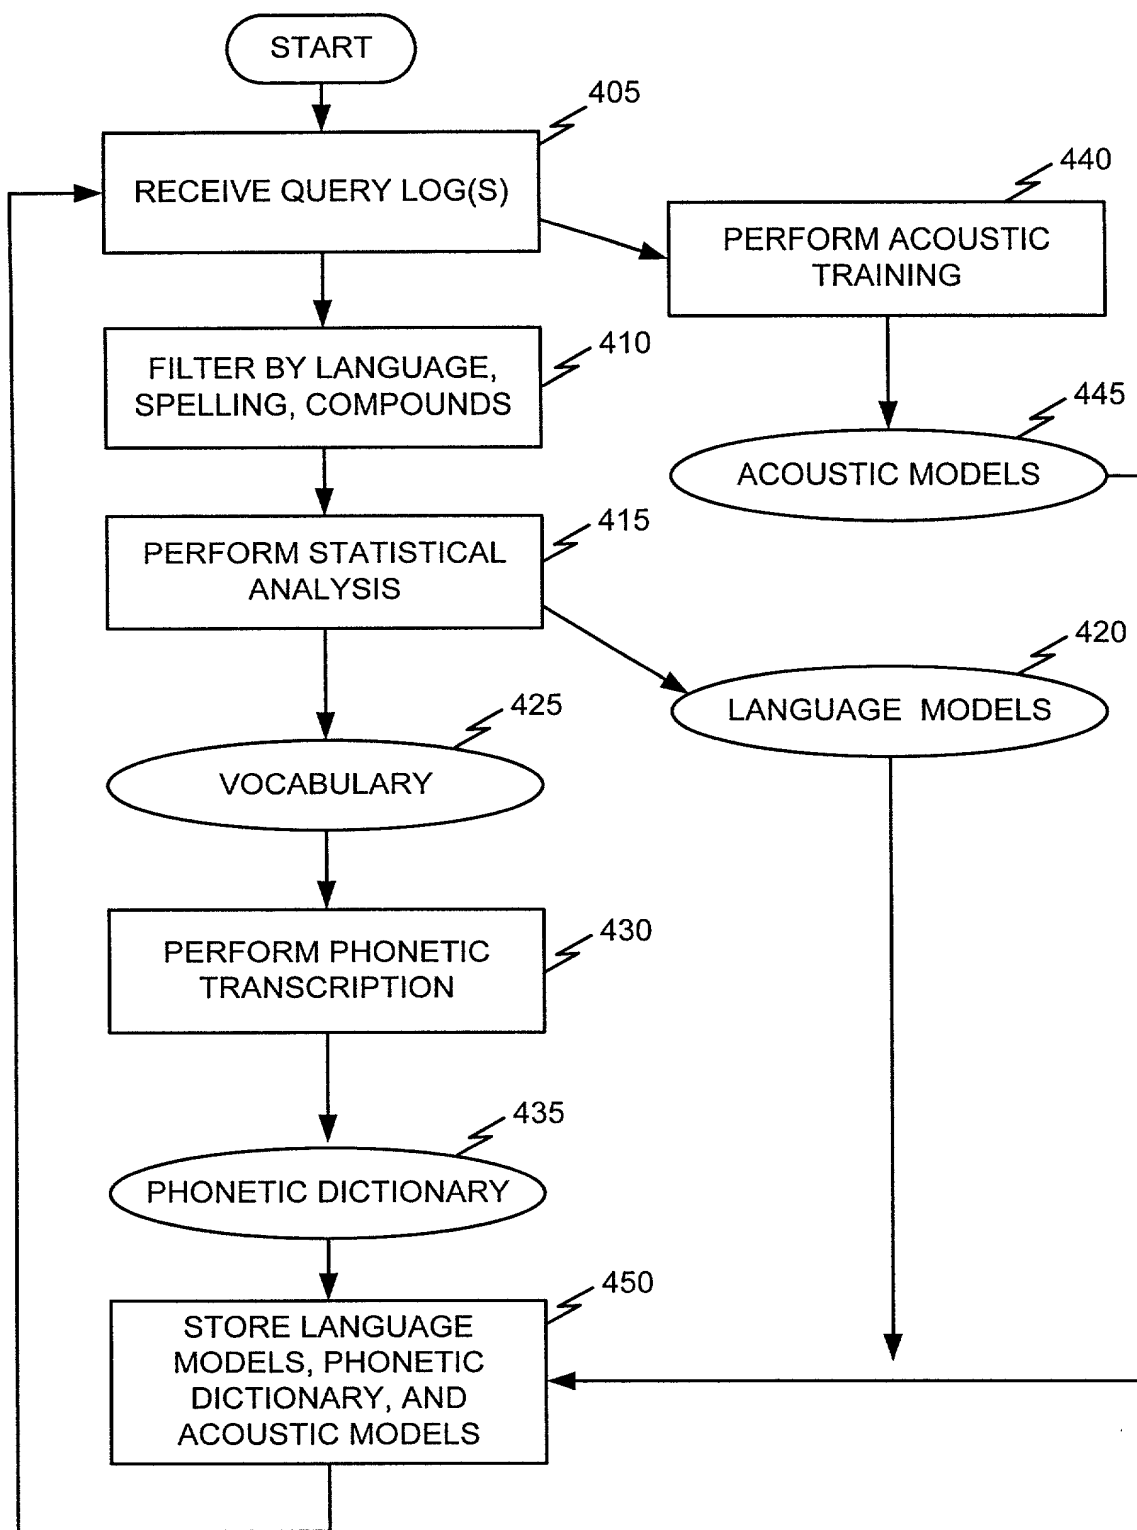 START
405
RECEIVE QUERY LOG(S)
440
PERFORM ACOUSTIC
TRAINING
410
FILTER BY LANGUAGE,
SPELLING, COMPOUNDS
445
ACOUSTIC MODELS
415
PERFORM STATISTICAL
ANALYSIS
420
LANGUAGE MODELS
425
VOCABULARY
430
PERFORM PHONETIC
TRANSCRIPTION
435
PHONETIC DICTIONARY
450
STORE LANGUAGE
MODELS, PHONETIC
DICTIONARY, AND
ACOUSTIC MODELS